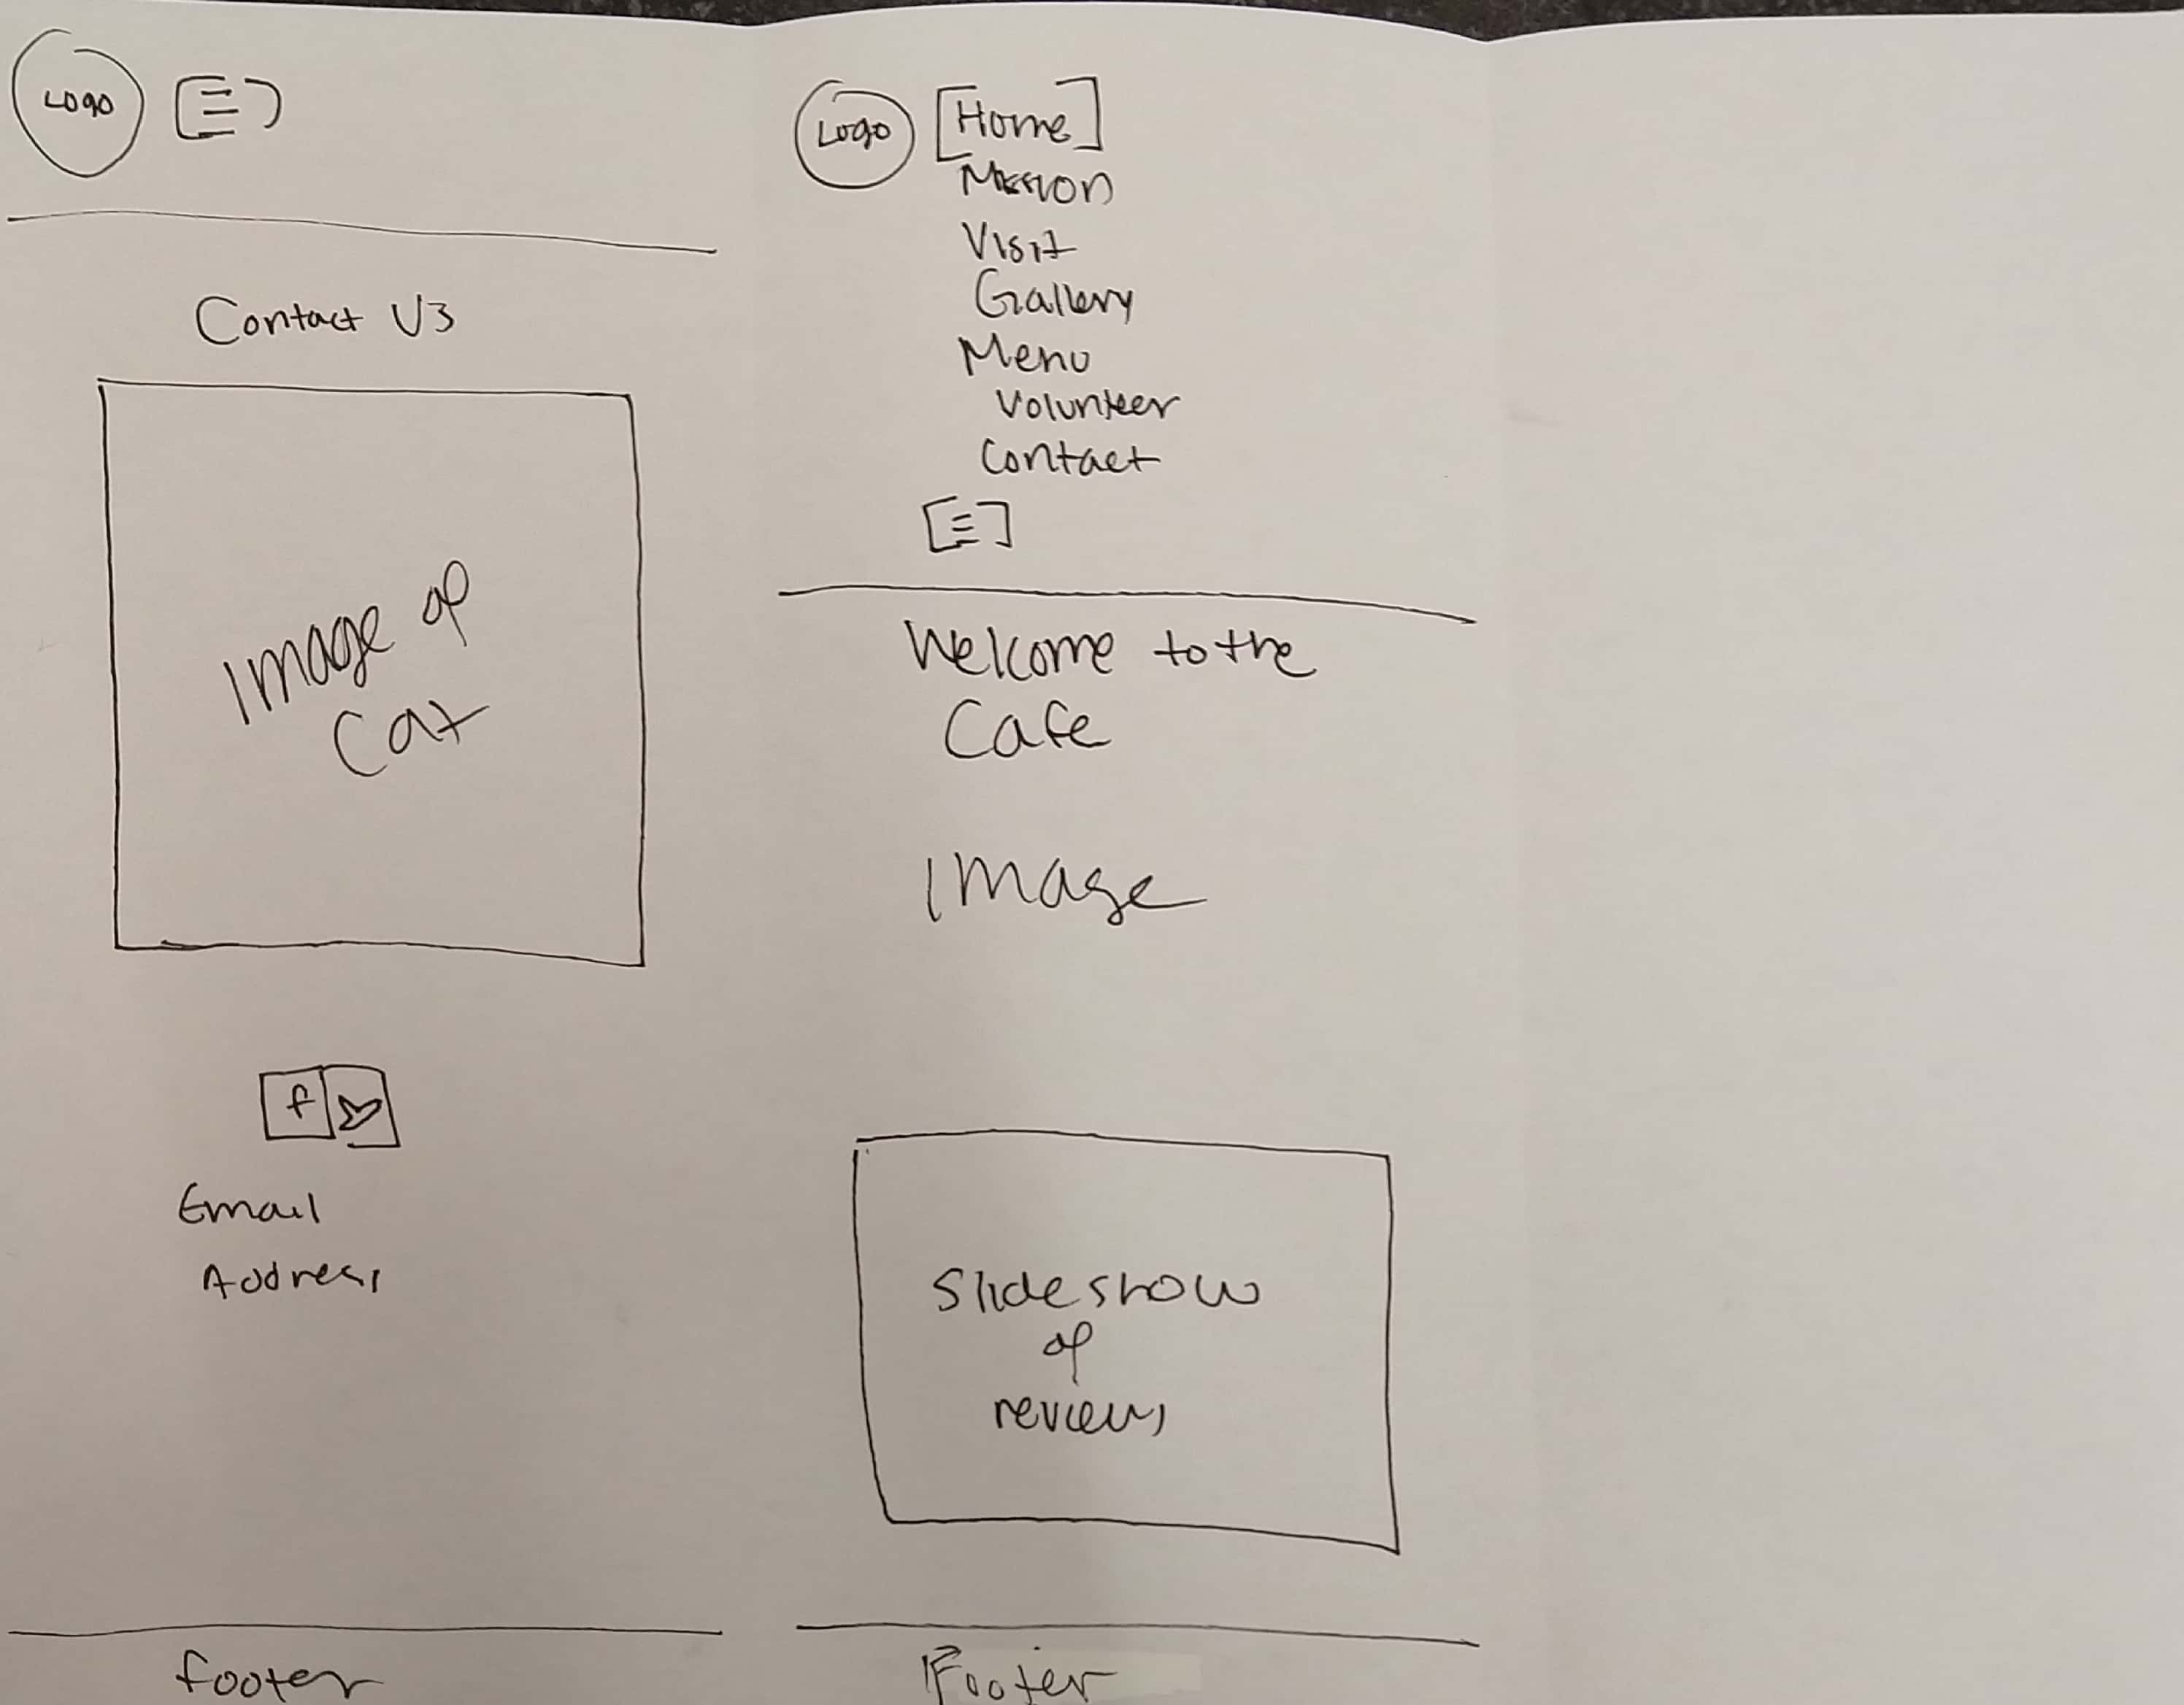 Logo
Contact Us
Image of
Cat
f
Email
Address
footer
Logo
[Home]
Mission
Visit
Gallery
Menu
Volunteer
Contact
Welcome to the
Cafe
Image
Slideshow
of
reviews
Footer